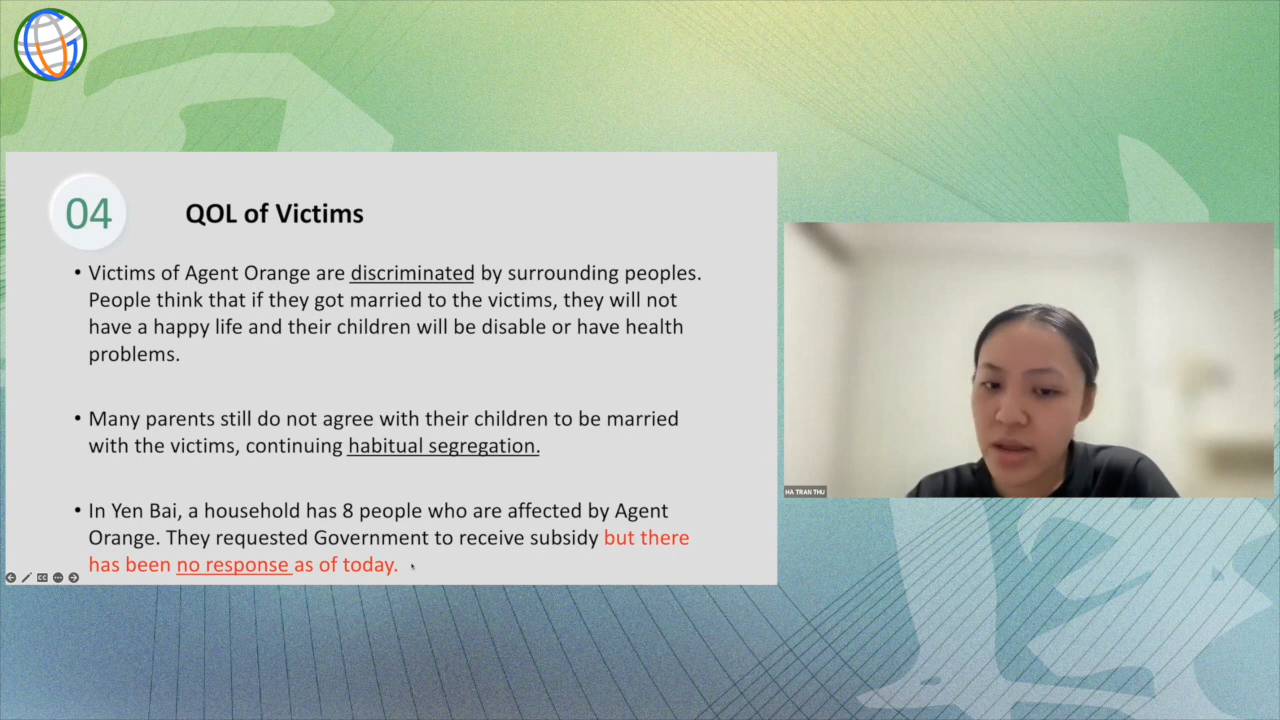 04
QOL of Victims
• Victims of Agent Orange are discriminated by surrounding peoples.
People think that if they got married to the victims, they will not
have a happy life and their children will be disable or have health
problems.
• Many parents still do not agree with their children to be married
with the victims, continuing habitual segregation.
• In Yen Bai, a household has 8 people who are affected by Agent
Orange. They requested Government to receive subsidy but there
has been no response as of today.
HA TRAN THU